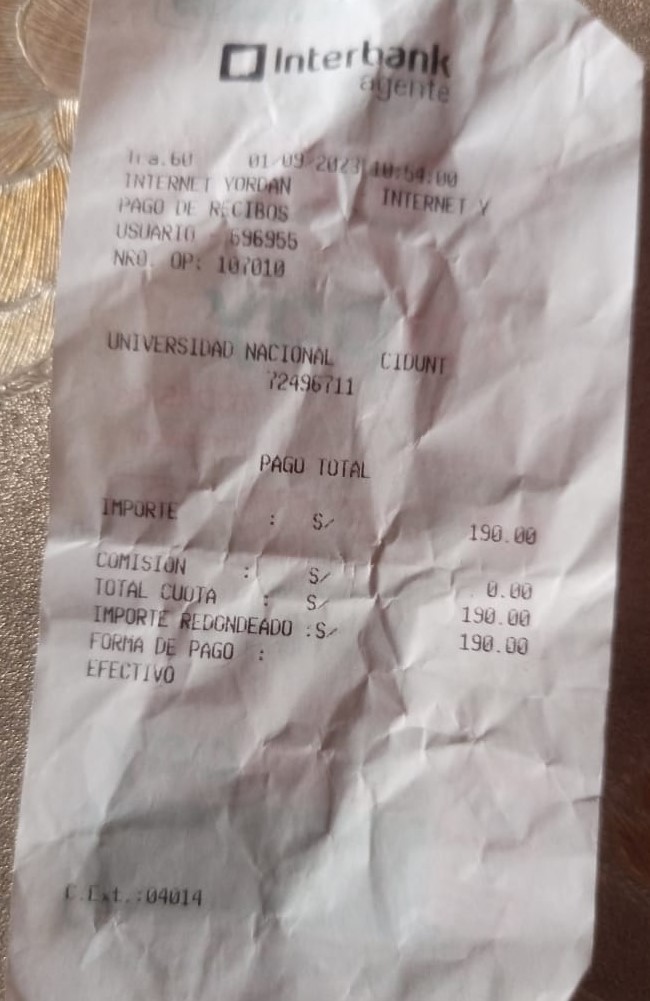 Interbank
agente
Tra.60 01-09-2023 10:54:00
INTERNET YORDAN INTERNET Y
PAGO DE RECIBOS
USUARIO 696955
NRO. OP: 107010
UNIVERSIDAD NACIONAL CIDUNT
72496711
PAGO TOTAL
IMPORTE : S/ 190.00
COMISION : S/ 0.00
TOTAL CUOTA : S/ 190.00
IMPORTE REDONDEADO :S/ 190.00
FORMA DE PAGO :
EFECTIVO
C.Ext.:04014